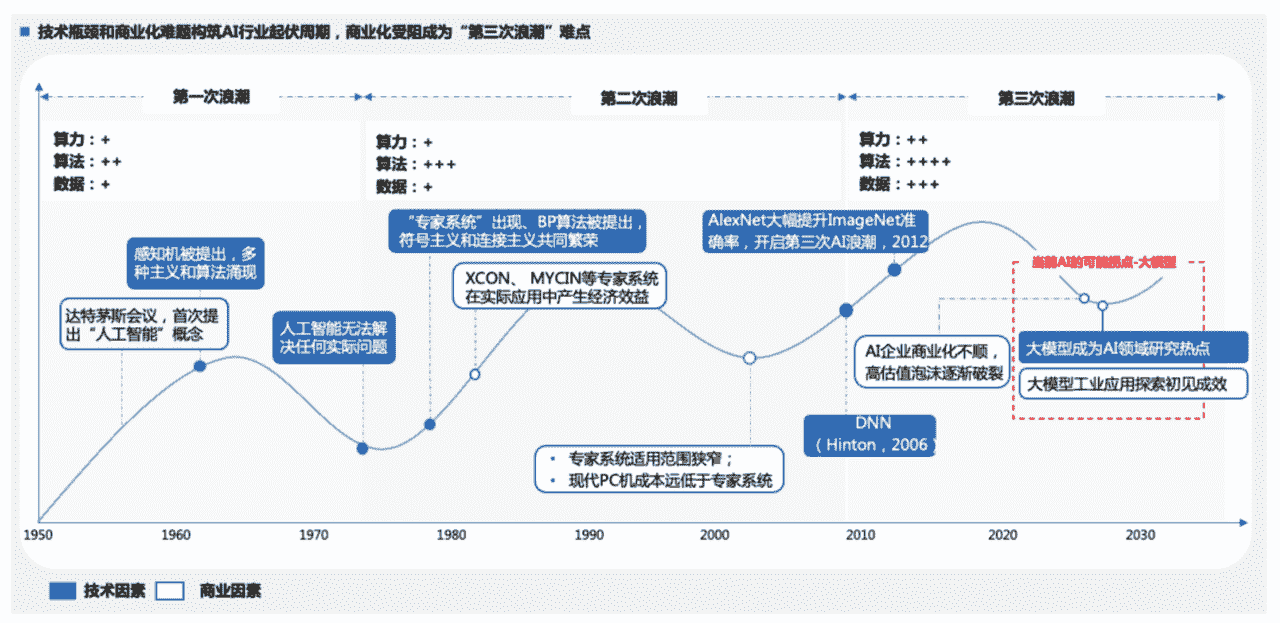 技术瓶颈和商业化难题构筑AI行业起伏周期，商业化受阻成为“第三次浪潮”难点
第一次浪潮
第二次浪潮
第三次浪潮
算力：+
算法：++
数据：+
算力：+
算法：+++
数据：+
算力：++
算法：++++
数据：+++
“专家系统”出现、BP算法被提出，
符号主义和连接主义共同繁荣
AlexNet大幅提升ImageNet准
确率，开启第三次AI浪潮，2012
感知机被提出，多
种主义和算法涌现
XCON、 MYCIN等专家系统
在实际应用中产生经济效益
当前AI的可能拐点-大模型
达特茅斯会议，首次提
出“人工智能”概念
人工智能无法解
决任何实际问题
AI企业商业化不顺，
高估值泡沫逐渐破裂
大模型成为AI领域研究热点
大模型工业应用探索初见成效
DNN
（Hinton，2006）
• 专家系统适用范围狭窄；
• 现代PC机成本远低于专家系统
1950
1960
1970
1980
1990
2000
2010
2020
2030
技术因素
商业因素